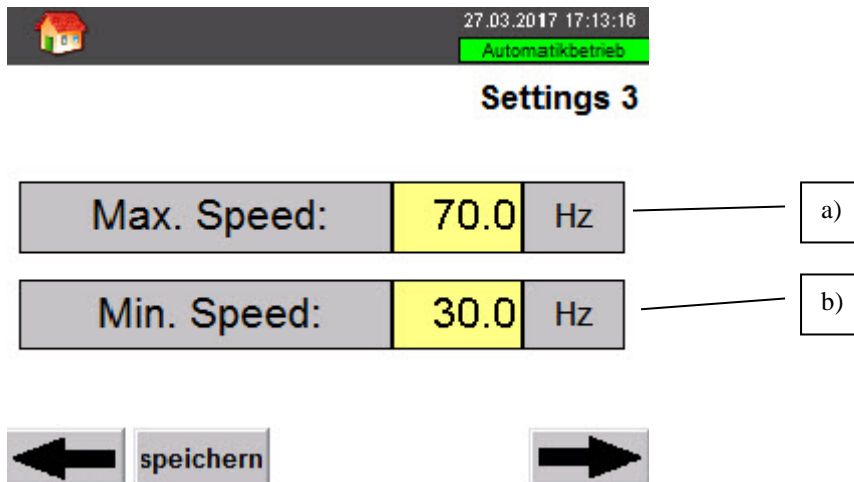 27.03.2017 17:13:16
Automatikbetrieb
Settings 3
Max. Speed: 70.0 Hz a)
Min. Speed: 30.0 Hz b)
speichern